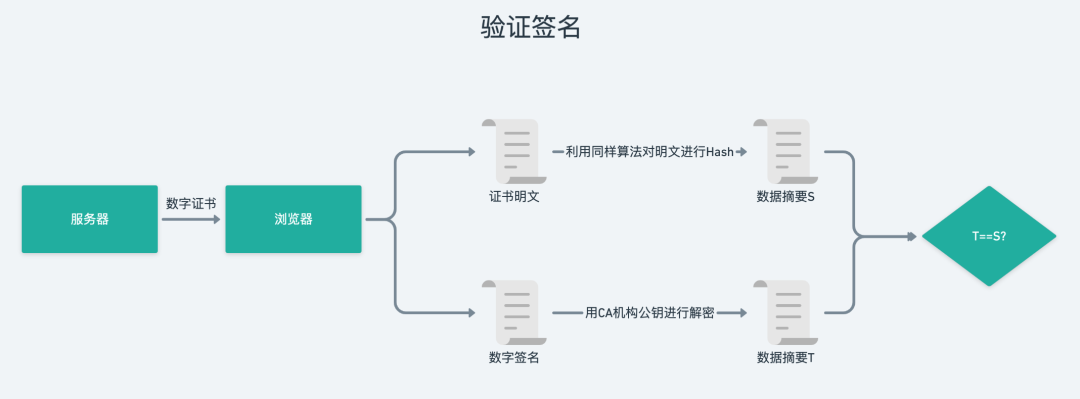 验证签名
服务器
数字证书
浏览器
证书明文
利用同样算法对明文进行Hash
数据摘要S
数字签名
用CA机构公钥进行解密
数据摘要T
T==S?